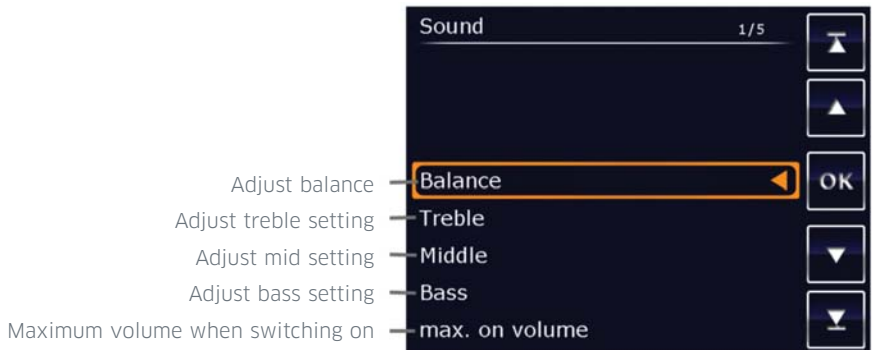 Sound 1/5
Adjust balance Balance OK
Adjust treble setting Treble
Adjust mid setting Middle
Adjust bass setting Bass
Maximum volume when switching on max. on volume